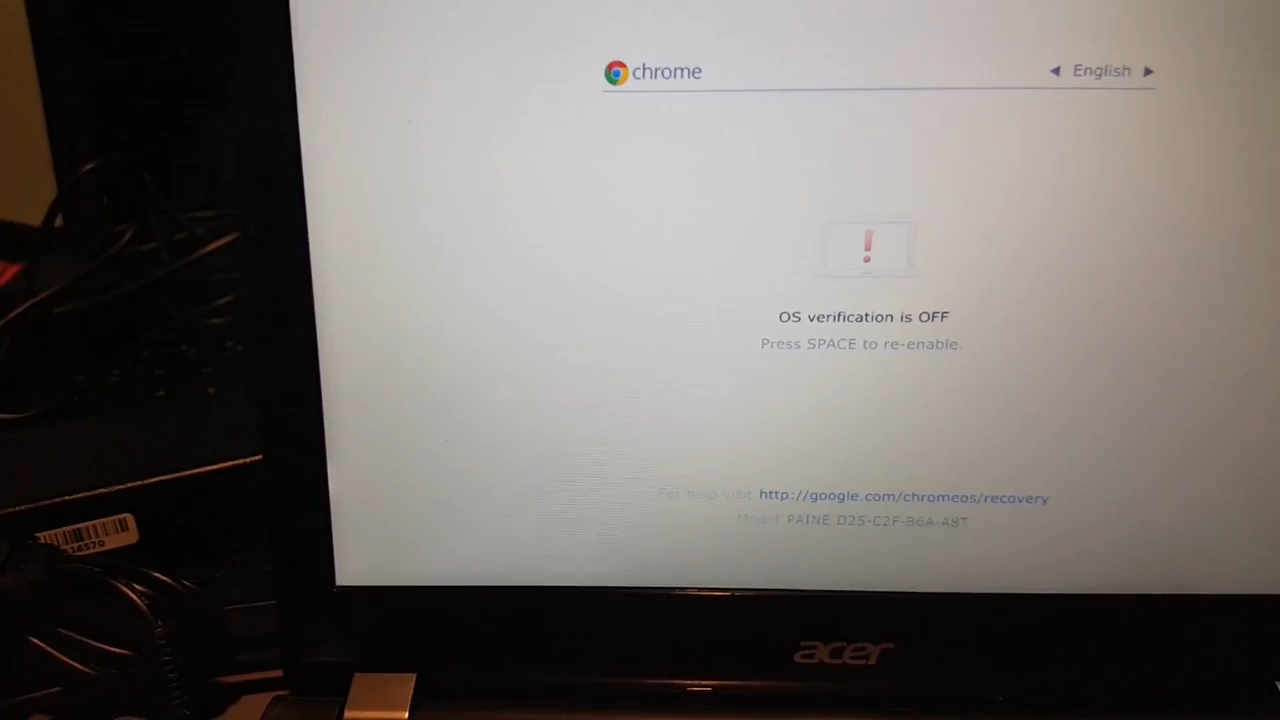 chrome
◀ English ▶
!
OS verification is OFF
Press SPACE to re-enable.
For help visit http://google.com/chromeos/recovery
Model PAINE D25-C2F-B6A-A8T
acer